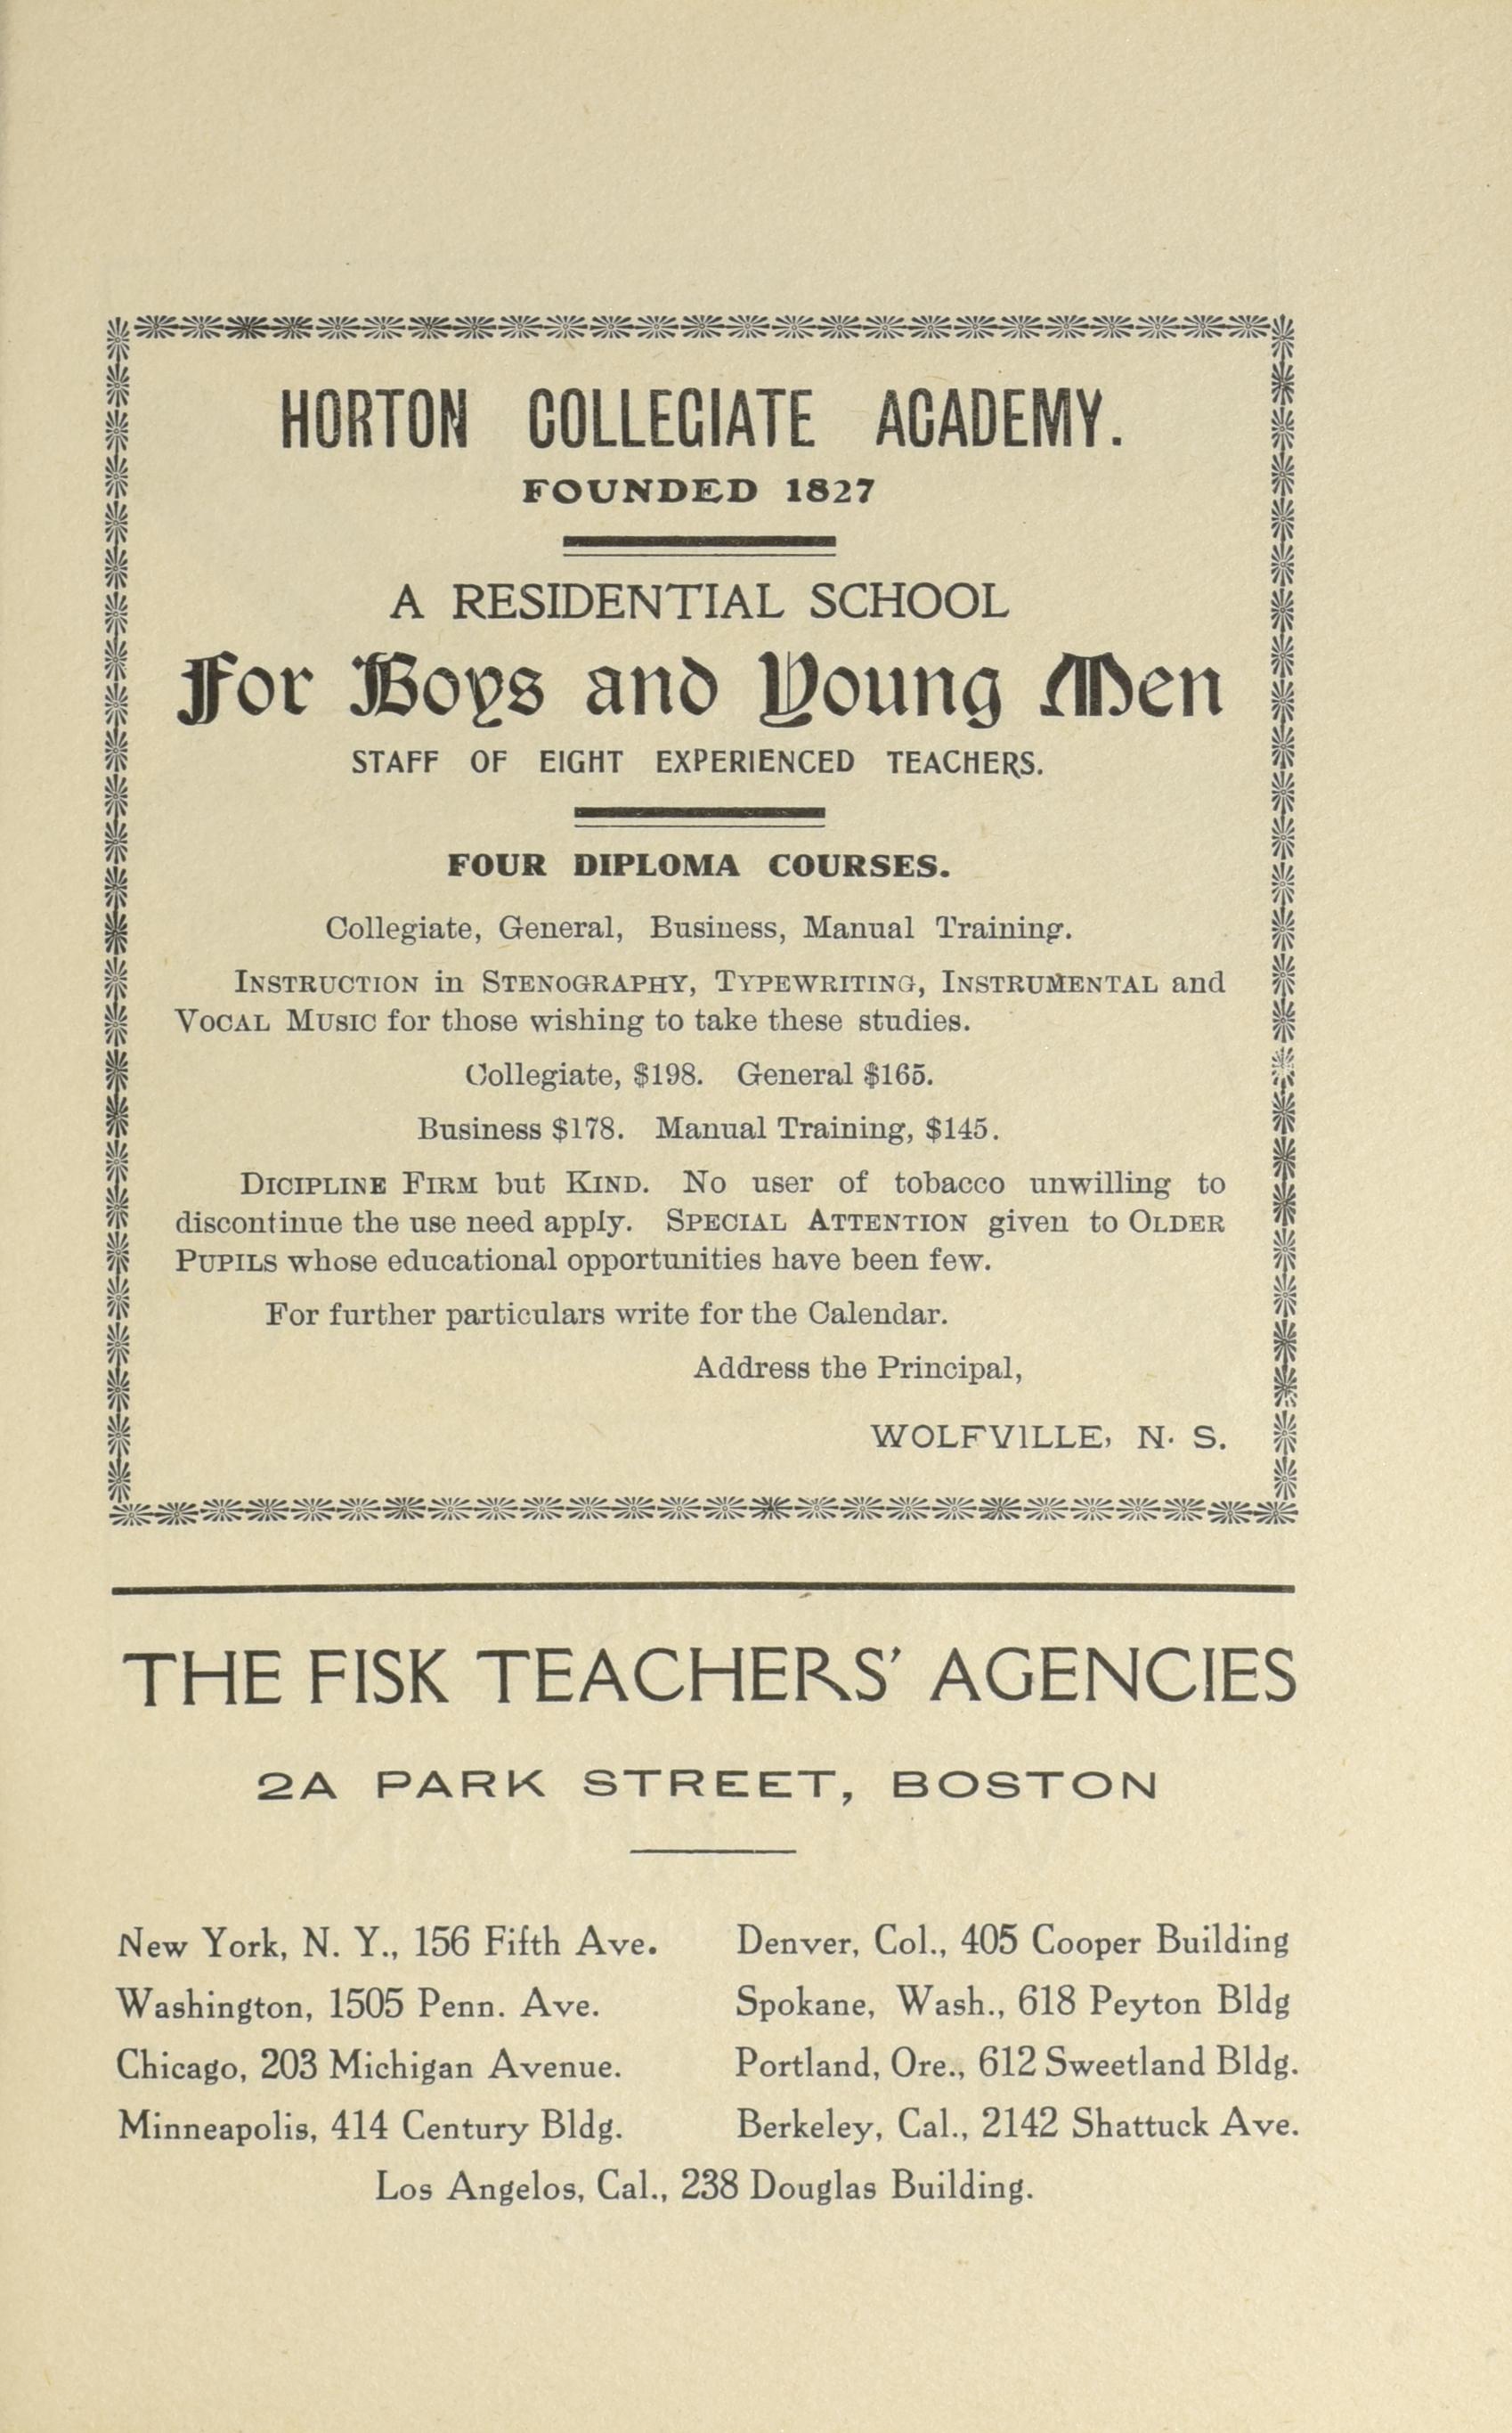 HORTON COLLEGIATE ACADEMY.
FOUNDED 1827
A RESIDENTIAL SCHOOL
For Boys and Young Men
STAFF OF EIGHT EXPERIENCED TEACHERS.
FOUR DIPLOMA COURSES.
Collegiate, General, Business, Manual Training.
INSTRUCTION in STENOGRAPHY, TYPEWRITING, INSTRUMENTAL and
VOCAL MUSIC for those wishing to take these studies.
Collegiate, $198. General $165.
Business $178. Manual Training, $145.
DICIPLINE FIRM but KIND. No user of tobacco unwilling to
discontinue the use need apply. SPECIAL ATTENTION given to OLDER
PUPILS whose educational opportunities have been few.
For further particulars write for the Calendar.
Address the Principal,
WOLFVILLE, N. S.
THE FISK TEACHERS' AGENCIES
2A PARK STREET, BOSTON
New York, N. Y., 156 Fifth Ave.
Washington, 1505 Penn. Ave.
Chicago, 203 Michigan Avenue.
Minneapolis, 414 Century Bldg.
Denver, Col., 405 Cooper Building
Spokane, Wash., 618 Peyton Bldg
Portland, Ore., 612 Sweetland Bldg.
Berkeley, Cal., 2142 Shattuck Ave.
Los Angelos, Cal., 238 Douglas Building.